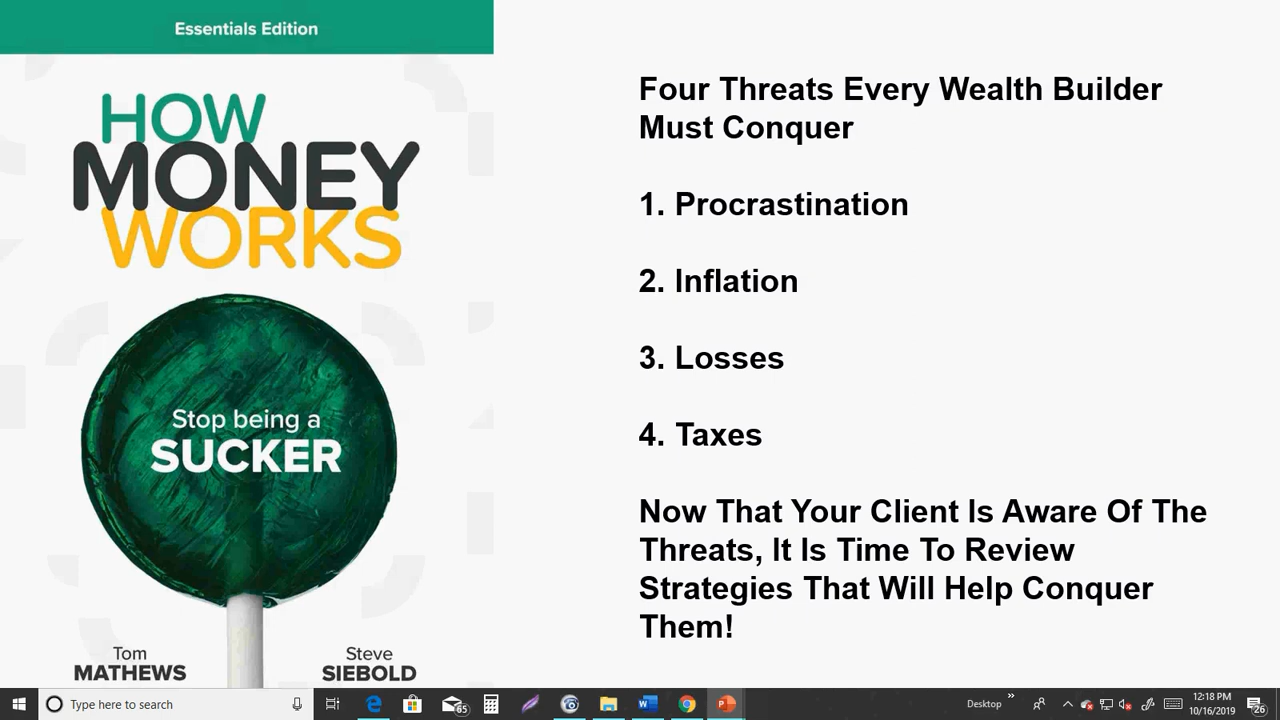 Essentials Edition
HOW
MONEY
WORKS
Stop being a
SUCKER
Tom
MATHEWS
Steve
SIEBOLD
Four Threats Every Wealth Builder
Must Conquer
1. Procrastination
2. Inflation
3. Losses
4. Taxes
Now That Your Client Is Aware Of The
Threats, It Is Time To Review
Strategies That Will Help Conquer
Them!
Type here to search
65
Desktop
12:18 PM
10/16/2019
26